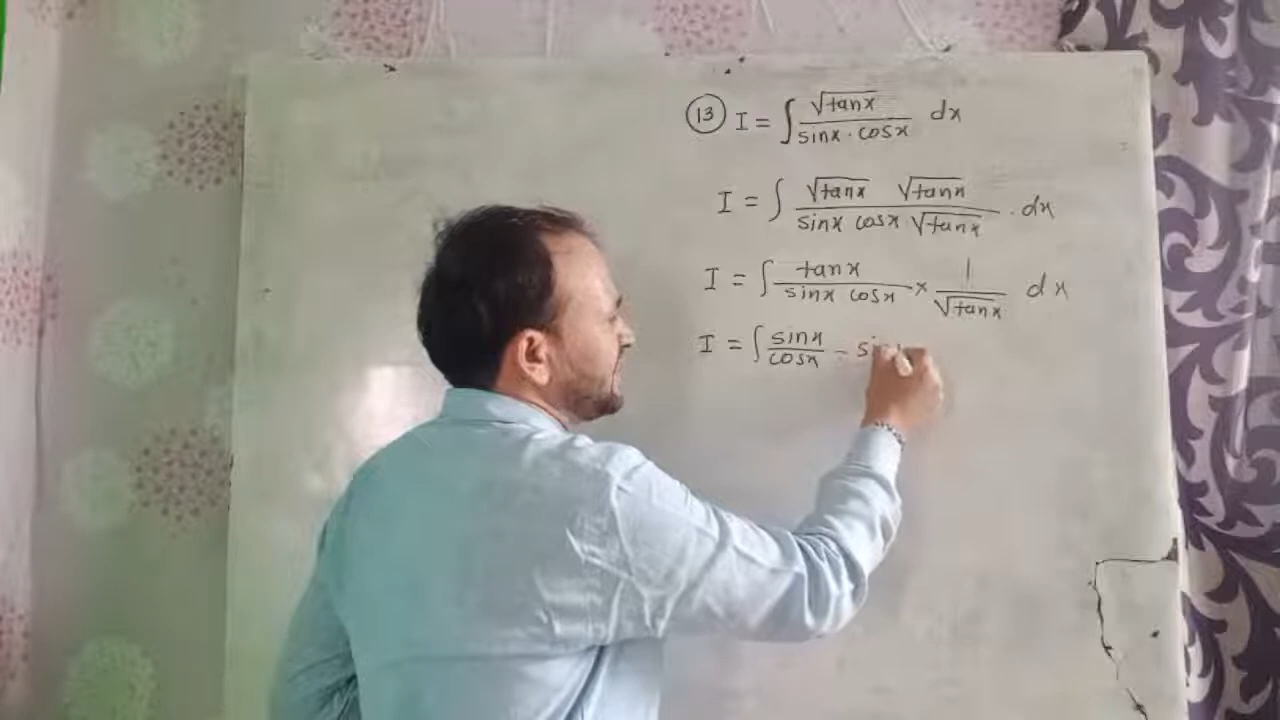 13 I = ∫ √tanx / sinx · cosx dx
I = ∫ √tanx √tanx / sinx cosx · √tanx · dx
I = ∫ tanx / sinx cosx × 1 / √tanx dx
I = ∫ sinx / cosx